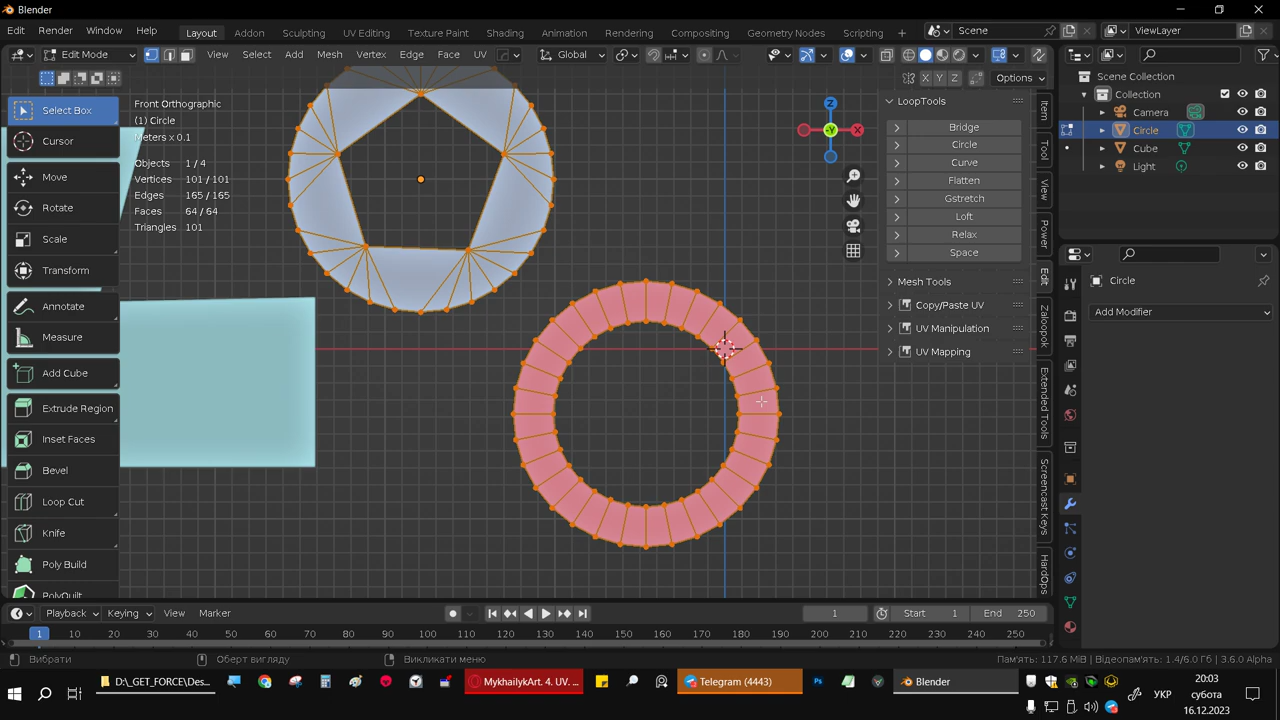 Blender
Edit Render Window Help Layout Addon Sculpting UV Editing Texture Paint Shading Animation Rendering Compositing Geometry Nodes Scripting + Scene ViewLayer
Edit Mode View Select Add Mesh Vertex Edge Face UV Global
X Y Z Options
Select Box
Cursor
Move
Rotate
Scale
Transform
Annotate
Measure
Add Cube
Extrude Region
Inset Faces
Bevel
Loop Cut
Knife
Poly Build
PolyQuilt
Front Orthographic
(1) Circle
Meters x 0.1
Objects 1 / 4
Vertices 101 / 101
Edges 165 / 165
Faces 64 / 64
Triangles 101
Z
X
-Y
LoopTools
Bridge
Circle
Curve
Flatten
Gstretch
Loft
Relax
Space
Mesh Tools
Copy/Paste UV
UV Manipulation
UV Mapping
Item
Tool
View
Power
Edit
Zaloopok
Extended Tools
Screencast Keys
HardOps
Scene Collection
Collection
Camera
Circle
Cube
Light
Circle
Add Modifier
Playback Keying View Marker 1 Start 1 End 250
1 10 20 30 40 50 60 70 80 90 100 110 120 130 140 150 160 170 180 190 200 210 220 230 240 250
Вибрати Оберт вигляду Викликати меню Пам'ять: 117.6 МіБ | Відеопам'ять: 1.4/6.0 Гб | 3.6.0 Alpha
D:\_GET_FORCE\Des... MykhailykArt. 4. UV. ... Telegram (4443) Blender
УКР
20:03
субота
16.12.2023